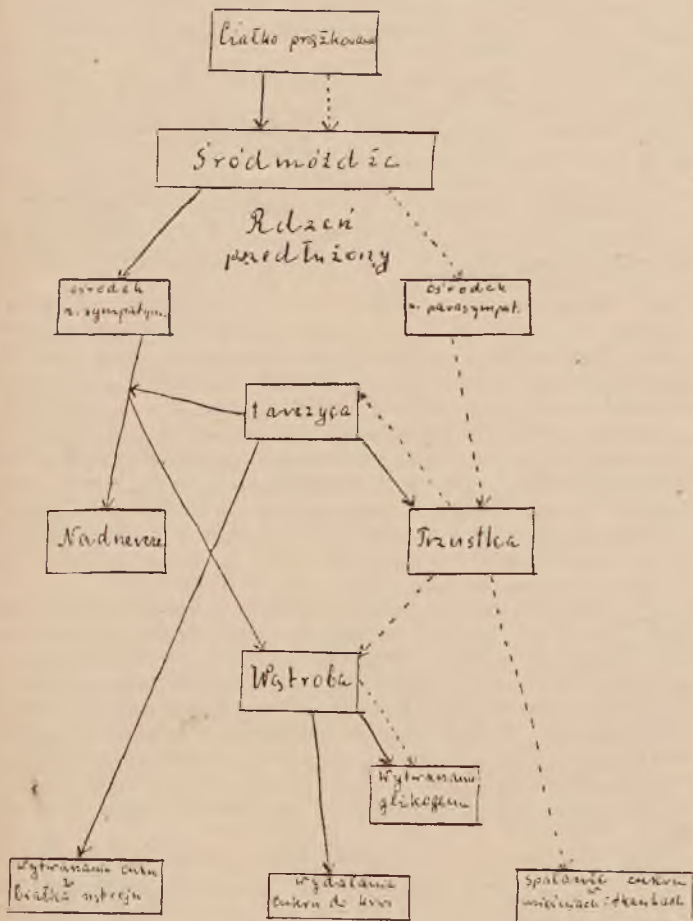 Ciałko prążkowane
Śródmóżdże
Rdzeń
przedłużony
ośrodek
n. sympatyczn.
ośrodek
n. parasympat.
tarczyca
Nadnercze
Trzustka
Wątroba
Wytwarzanie
glikogenu
Wytwarzanie cukru
z
białka ustroju
wydalanie
cukru do krwi
spalanie cukru
w mięśniach i tkankach